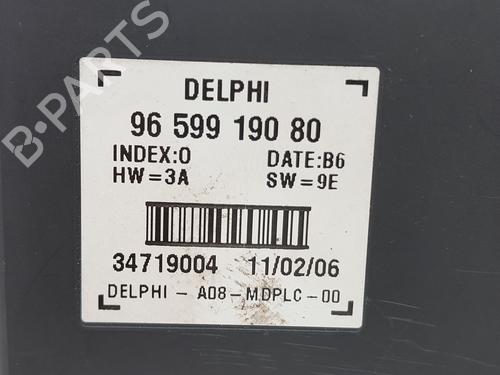 B-PARTS
DELPHI
96 599 190 80
INDEX:0 DATE:B6
HW=3A SW=9E
34719004 11/02/06
DELPHI - A08-MDPLC-00